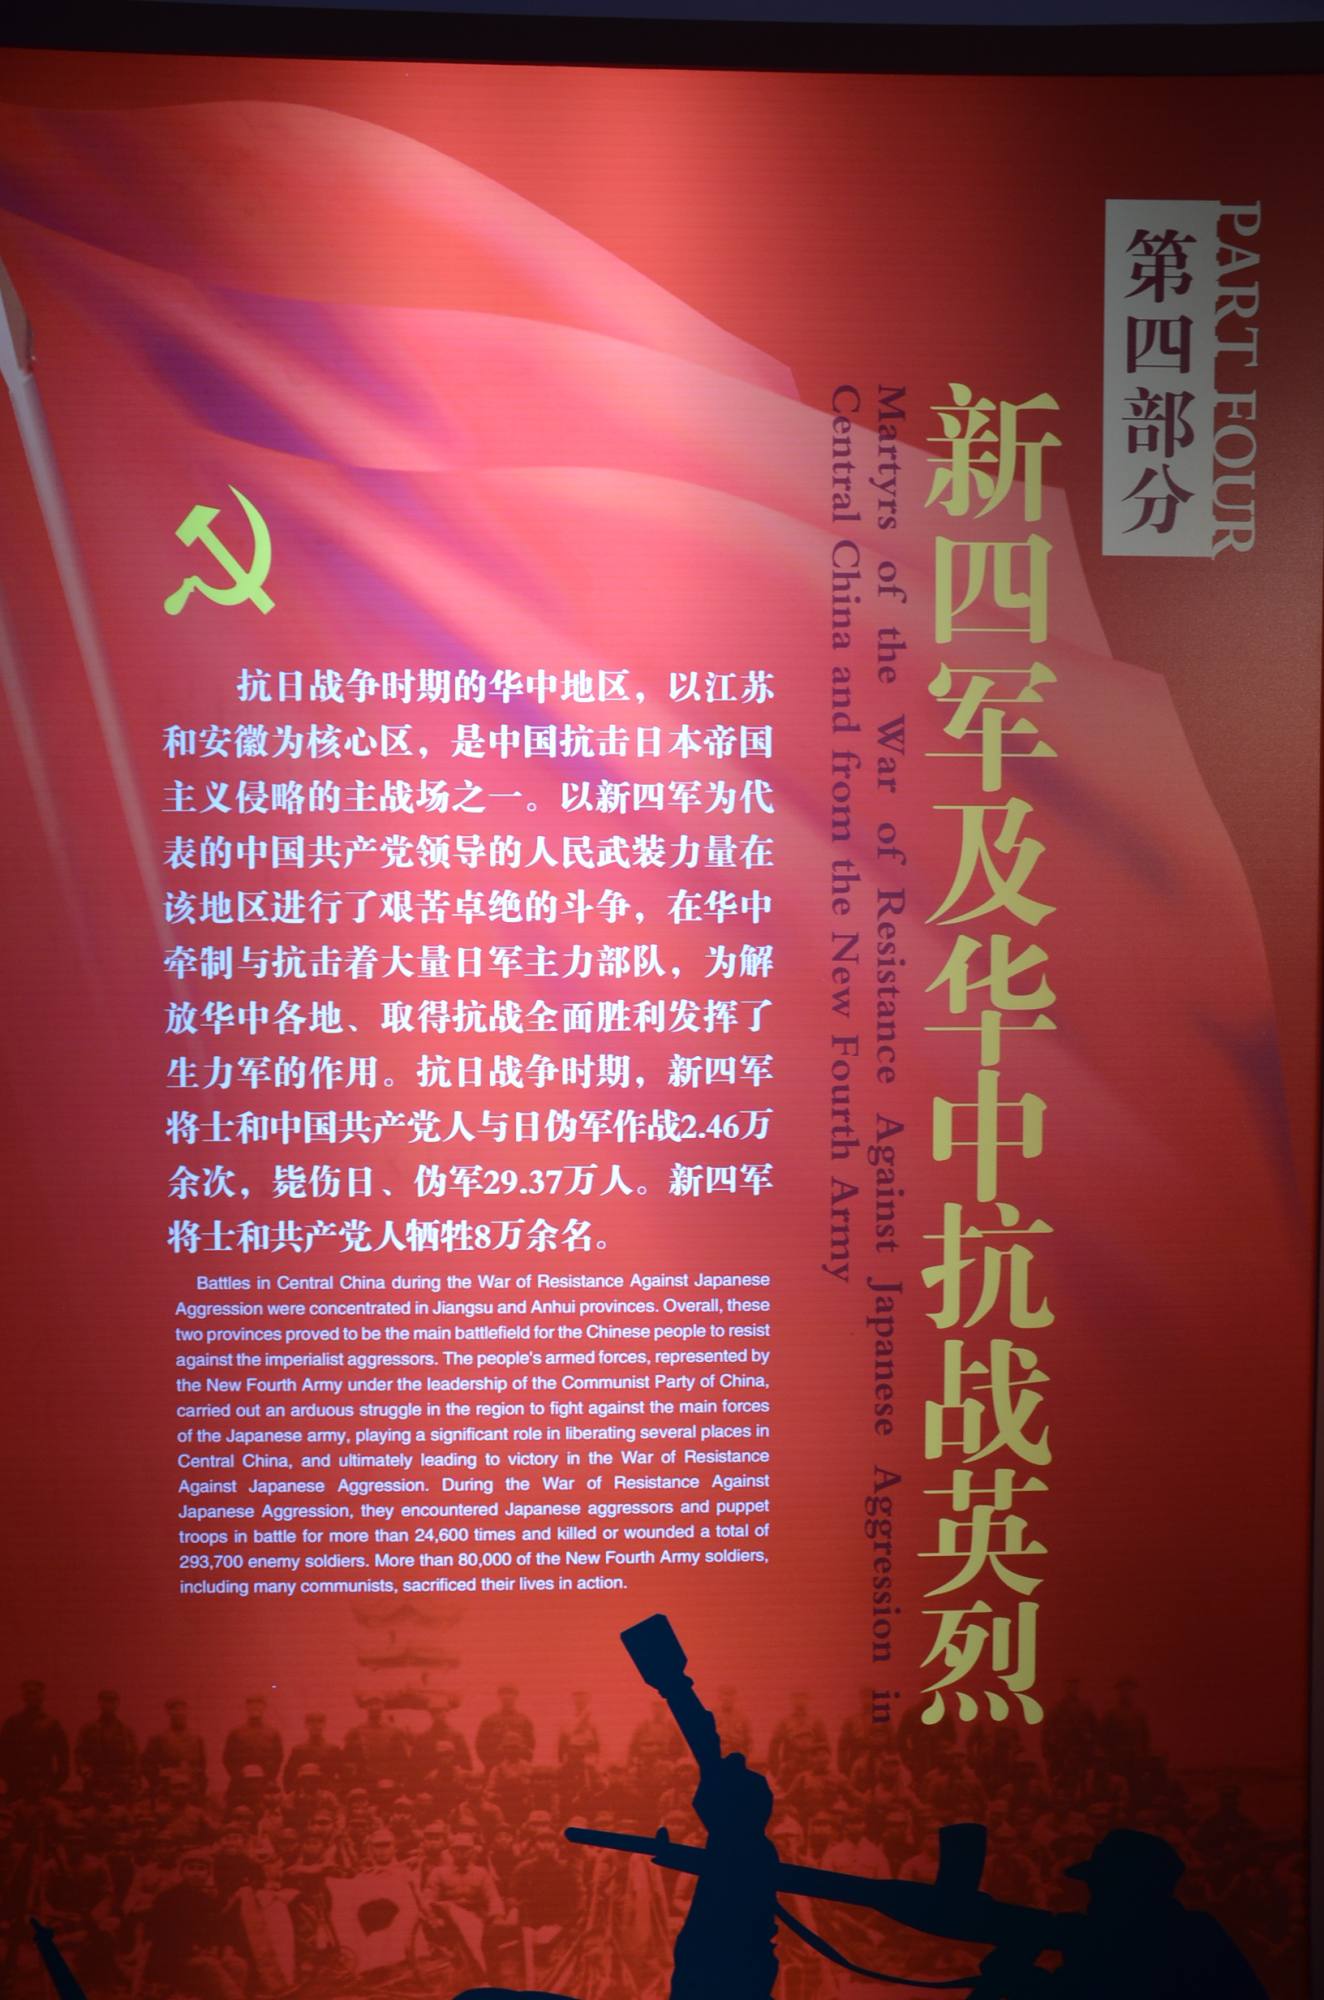 第四部分
PART FOUR
新四军及华中抗战英烈
Martyrs of the War of Resistance Against Japanese Aggression in
Central China and from the New Fourth Army
抗日战争时期的华中地区，以江苏
和安徽为核心区，是中国抗击日本帝国
主义侵略的主战场之一。以新四军为代
表的中国共产党领导的人民武装力量在
该地区进行了艰苦卓绝的斗争，在华中
牵制与抗击着大量日军主力部队，为解
放华中各地、取得抗战全面胜利发挥了
生力军的作用。抗日战争时期，新四军
将士和中国共产党人与日伪军作战2.46万
余次，毙伤日、伪军29.37万人。新四军
将士和共产党人牺牲8万余名。
Battles in Central China during the War of Resistance Against Japanese
Aggression were concentrated in Jiangsu and Anhui provinces. Overall, these
two provinces proved to be the main battlefield for the Chinese people to resist
against the imperialist aggressors. The people's armed forces, represented by
the New Fourth Army under the leadership of the Communist Party of China,
carried out an arduous struggle in the region to fight against the main forces
of the Japanese army, playing a significant role in liberating several places in
Central China, and ultimately leading to victory in the War of Resistance
Against Japanese Aggression. During the War of Resistance Against
Japanese Aggression, they encountered Japanese aggressors and puppet
troops in battle for more than 24,600 times and killed or wounded a total of
293,700 enemy soldiers. More than 80,000 of the New Fourth Army soldiers,
including many communists, sacrificed their lives in action.